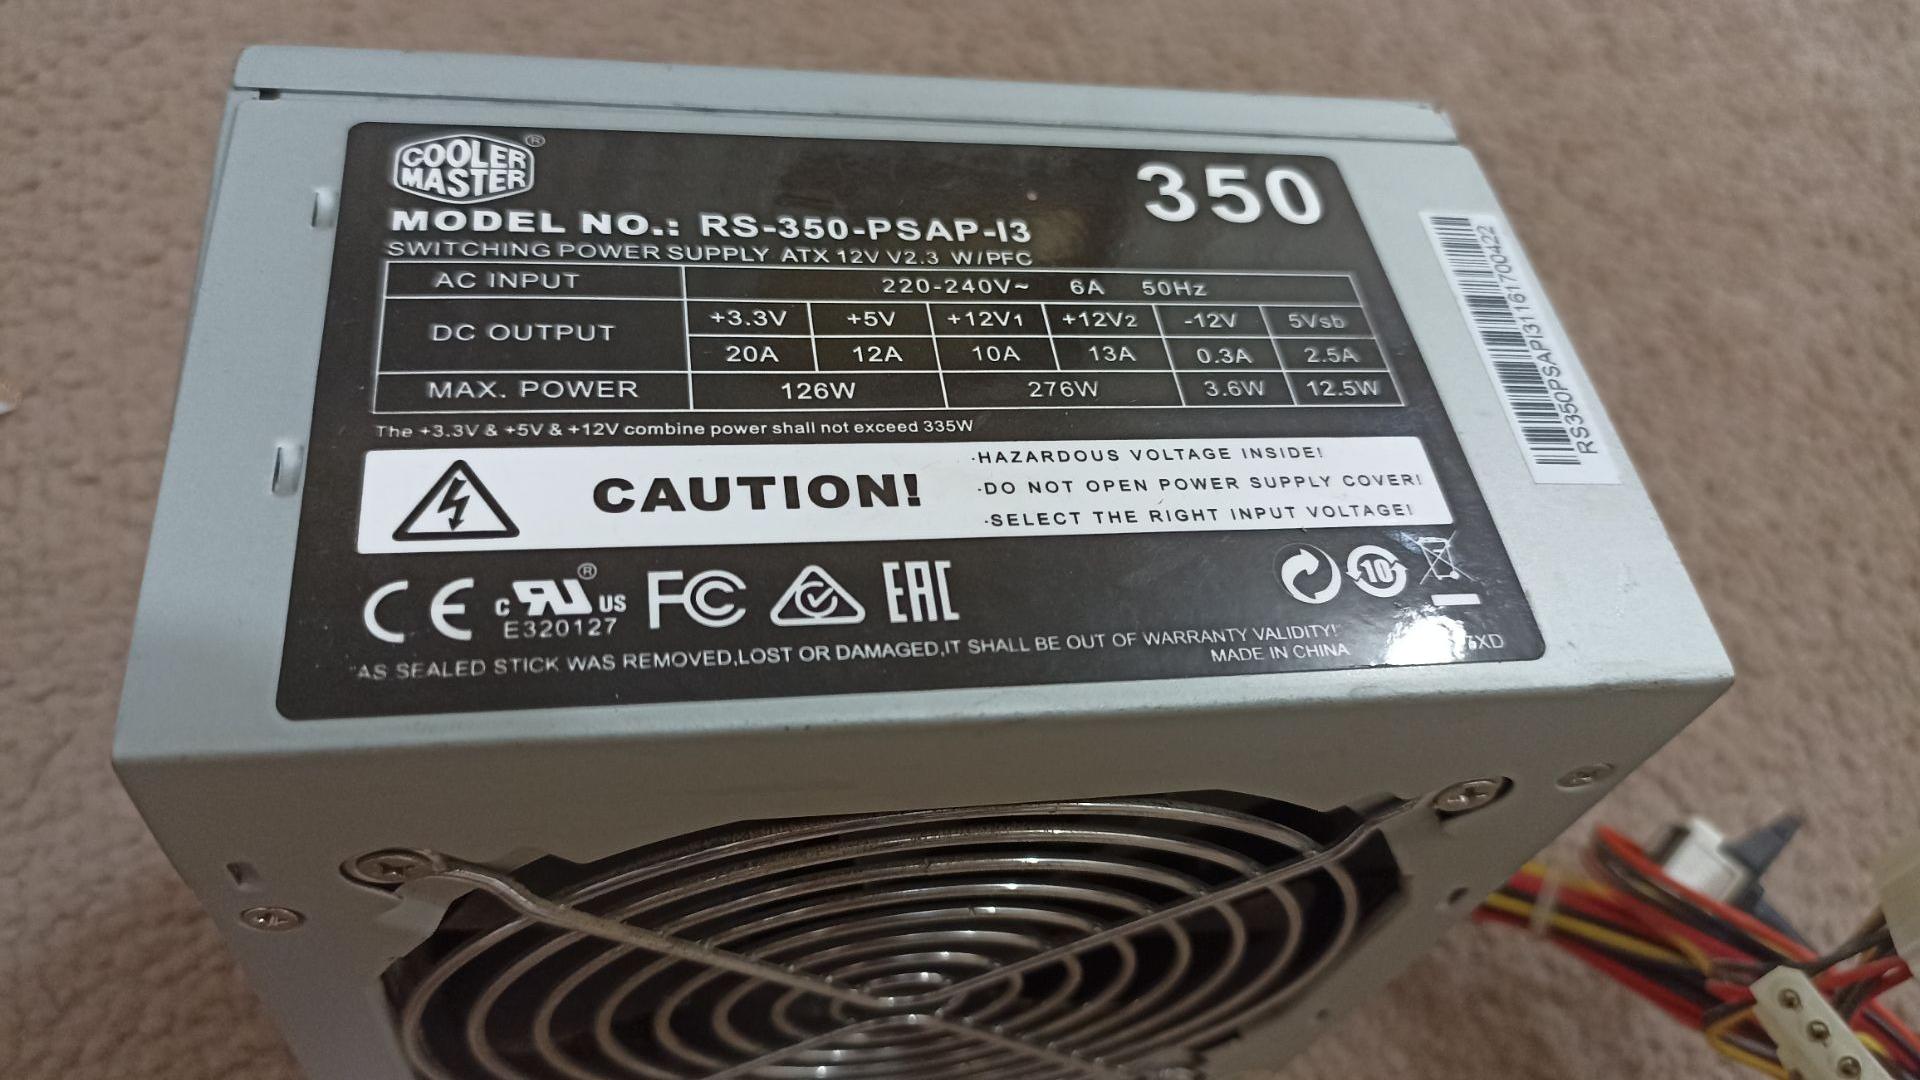 COOLER
MASTER®
350
MODEL NO.: RS-350-PSAP-I3
SWITCHING POWER SUPPLY ATX 12V V2.3 W/PFC
AC INPUT 220-240V~ 6A 50Hz
DC OUTPUT +3.3V +5V +12V1 +12V2 -12V 5Vsb
20A 12A 10A 13A 0.3A 2.5A
MAX. POWER 126W 276W 3.6W 12.5W
The +3.3V & +5V & +12V combine power shall not exceed 335W
CAUTION!
·HAZARDOUS VOLTAGE INSIDE!
·DO NOT OPEN POWER SUPPLY COVER!
·SELECT THE RIGHT INPUT VOLTAGE!
CE c RU® US FC EAC 10
E320127
"AS SEALED STICK WAS REMOVED,LOST OR DAMAGED,IT SHALL BE OUT OF WARRANTY VALIDITY!"
MADE IN CHINA
RS350PSAPI31161700422